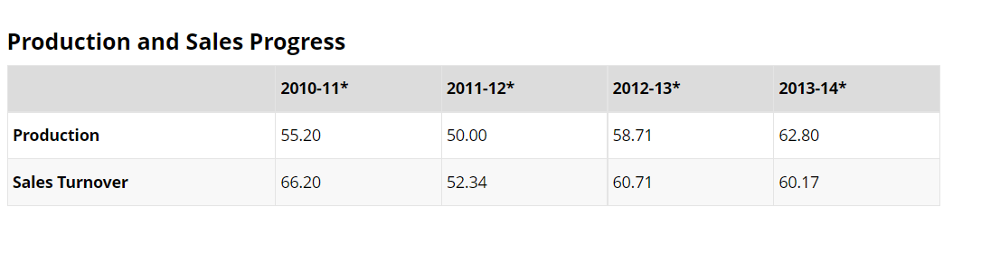 Production and Sales Progress
2010-11* 2011-12* 2012-13* 2013-14*
Production 55.20 50.00 58.71 62.80
Sales Turnover 66.20 52.34 60.71 60.17